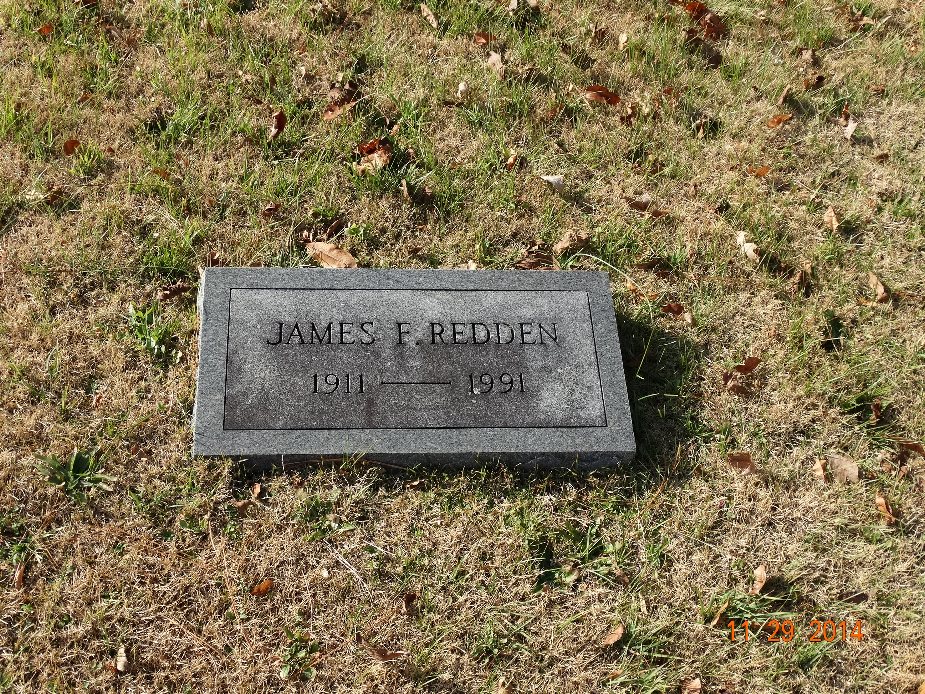 JAMES F. REDDEN
1911 — 1991
11 29 2014